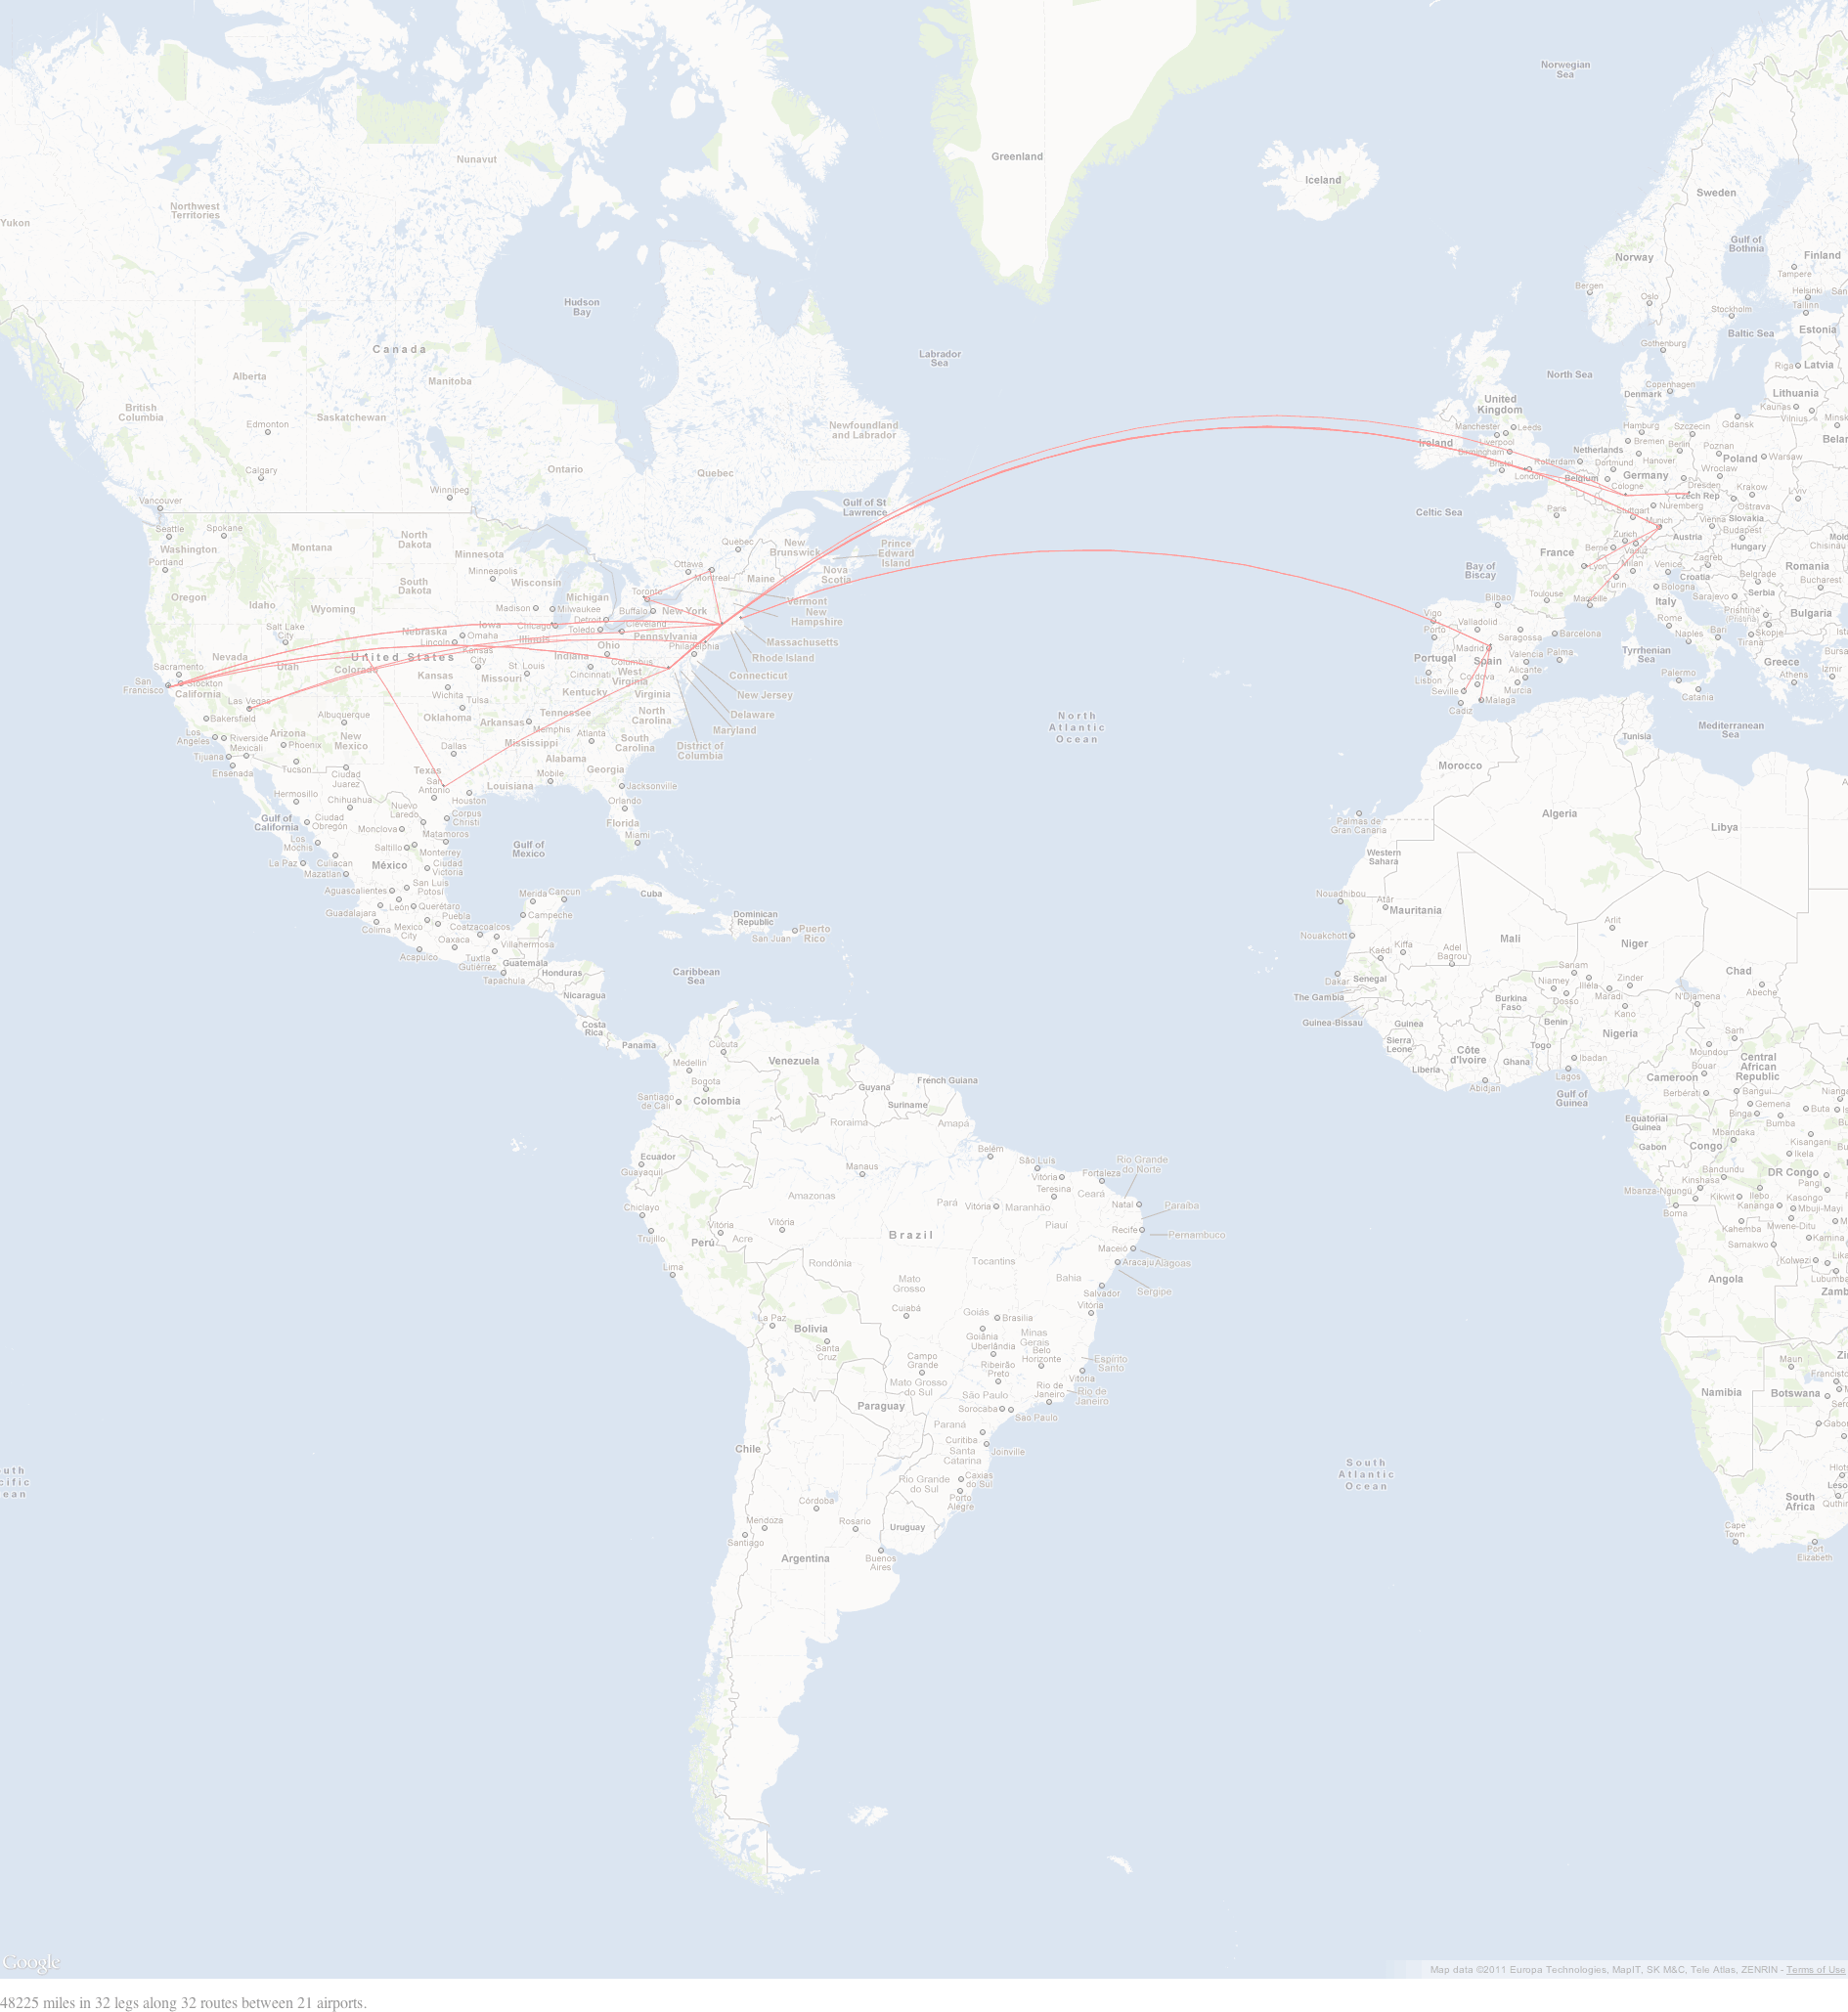 Norwegian
Sea
Greenland
Nunavut
Iceland
Sweden
Northwest
Territories
Yukon
Gulf of
Bothnia
Norway
Finland
Tampere
Bergen
Oslo
Helsinki
Tallinn
Stockholm
Hudson
Bay
Baltic Sea
Estonia
Gothenburg
Canada
Labrador
Sea
Riga
Latvia
North Sea
Alberta
Manitoba
Copenhagen
Denmark
Lithuania
British
Columbia
Saskatchewan
United
Kingdom
Kaunas
Vilnius
Minsk
Edmonton
Newfoundland
and Labrador
Manchester
Leeds
Hamburg
Szczecin
Gdansk
Ireland
Liverpool
Bremen
Berlin
Poznan
Birmingham
Netherlands
Hanover
Poland
Warsaw
Calgary
Ontario
Quebec
Bristol
London
Rotterdam
Dortmund
Wroclaw
Belgium
Germany
Cologne
Dresden
Krakow
L'viv
Winnipeg
Czech Rep
Vancouver
Gulf of St
Lawrence
Paris
Nuremberg
Ostrava
Celtic Sea
Stuttgart
Munich
Vienna
Slovakia
Seattle
Spokane
North
Dakota
Budapest
Washington
Montana
Minnesota
Quebec
New
Brunswick
Prince
Edward
Island
France
Zurich
Berne
Vaduz
Austria
Hungary
Portland
Minneapolis
Ottawa
Montreal
Maine
Nova
Scotia
Bay of
Biscay
Lyon
Milan
Venice
Zagreb
Romania
South
Dakota
Wisconsin
Turin
Croatia
Belgrade
Bucharest
Oregon
Idaho
Wyoming
Michigan
Toronto
Vermont
Bologna
Serbia
Madison
Milwaukee
Buffalo
New York
New
Hampshire
Bilbao
Toulouse
Marseille
Italy
Sarajevo
Bulgaria
Salt Lake
City
Nebraska
Iowa
Chicago
Detroit
Toledo
Cleveland
Vigo
Porto
Valladolid
Rome
Pristina
Skopje
Lincoln
Omaha
Illinois
Pennsylvania
Massachusetts
Saragossa
Barcelona
Naples
Bari
Tirana
Nevada
Utah
United States
Colorado
Kansas
City
Indiana
Ohio
Columbus
Philadelphia
Rhode Island
Madrid
Spain
Valencia
Palma
Tyrrhenian
Sea
Greece
Izmir
Sacramento
Stockton
San
Francisco
California
Kansas
St Louis
Missouri
Cincinnati
West
Virginia
Connecticut
Portugal
Lisbon
Alicante
Cordova
Murcia
Palermo
Catania
Athens
Las Vegas
Wichita
Kentucky
Virginia
New Jersey
Seville
Malaga
Cadiz
Bakersfield
Albuquerque
Oklahoma
Tulsa
Arkansas
Tennessee
Memphis
North
Carolina
Delaware
Maryland
North
Atlantic
Ocean
Mediterranean
Sea
Tunisia
Los
Angeles
Riverside
Arizona
Phoenix
New
Mexico
Dallas
Mississippi
Atlanta
South
Carolina
District of
Columbia
Mexicali
Tijuana
Ensenada
Tucson
Ciudad
Juarez
Texas
San
Antonio
Houston
Louisiana
Alabama
Mobile
Georgia
Jacksonville
Morocco
Hermosillo
Chihuahua
Nuevo
Laredo
Corpus
Christi
Orlando
Florida
Miami
Palmas de
Gran Canaria
Algeria
Libya
Gulf of
California
Ciudad
Obregón
Monclova
Matamoros
Monterrey
Los
Mochis
Saltillo
Gulf of
Mexico
Western
Sahara
La Paz
Culiacan
México
Ciudad
Victoria
Mazatlan
San Luis
Potosí
Aguascalientes
Merida
Cancun
Cuba
Nouadhibou
León
Querétaro
Guadalajara
Puebla
Campeche
Dominican
Republic
Puerto
Rico
San Juan
Atâr
Mauritania
Arlit
Colima
Mexico
City
Coatzacoalcos
Villahermosa
Oaxaca
Acapulco
Nouakchott
Kaédi
Kiffa
Adel
Bagrou
Mali
Niger
Tuxtla
Gutiérrez
Guatemala
Tapachula
Honduras
Caribbean
Sea
Chad
Dakar
Senegal
Sanam
Zinder
Niamey
Illéla
Abeche
Nicaragua
The Gambia
Burkina
Faso
Dosso
Maradi
N'Djamena
Kano
Costa
Rica
Guinea-Bissau
Guinea
Benin
Nigeria
Panama
Cucuta
Venezuela
Sierra
Leone
Côte
d'Ivoire
Togo
Ghana
Ibadan
Sarh
Moundou
Central
African
Republic
Medellin
Bogota
Guyana
French Guiana
Liberia
Abidjan
Lagos
Bouar
Cameroon
Santiago
de Cali
Colombia
Suriname
Gulf of
Guinea
Berbérati
Bangui
Gemena
Roraima
Amapá
Equatorial
Guinea
Binga
Buta
Bumba
Ecuador
Guayaquil
Belém
São Luís
Rio Grande
do Norte
Gabon
Congo
Mbandaka
Kisangani
Ikela
Manaus
Vitória
Fortaleza
Teresina
Ceará
Bandundu
DR Congo
Pangi
Kinshasa
Amazonas
Pará
Vitória
Maranhão
Natal
Paraíba
Mbanza-Ngungu
Kikwit
Ilebo
Kasongo
Kananga
Mbuji-Mayi
Boma
Chiclayo
Vitória
Vitória
Piauí
Recife
Pernambuco
Kahemba
Mwene-Ditu
Trujillo
Perú
Acre
Brazil
Maceió
Samakwo
Kamina
Rondônia
Tocantins
Aracaju
Alagoas
Kolwezi
Lima
Mato
Grosso
Bahia
Salvador
Sergipe
Angola
Cuiabá
Goiás
Brasilia
Vitória
La Paz
Bolivia
Goiânia
Minas
Gerais
Santa
Cruz
Uberlândia
Belo
Horizonte
Campo
Grande
Ribeirão
Preto
Espírito
Santo
Vitória
Maun
Mato Grosso
do Sul
São Paulo
Rio de
Janeiro
Rio de
Janeiro
Namibia
Botswana
Paraguay
Sorocaba
São Paulo
Paraná
Curitiba
Chile
Santa
Catarina
Joinville
South
Atlantic
Ocean
Rio Grande
do Sul
Caxias
do Sul
Córdoba
Porto
Alegre
South
Africa
Mendoza
Rosario
Uruguay
Cape
Town
Santiago
Argentina
Buenos
Aires
Port
Elizabeth
Google
Map data ©2011 Europa Technologies, MapIT, SK M&C, Tele Atlas, ZENRIN - Terms of Use
48225 miles in 32 legs along 32 routes between 21 airports.